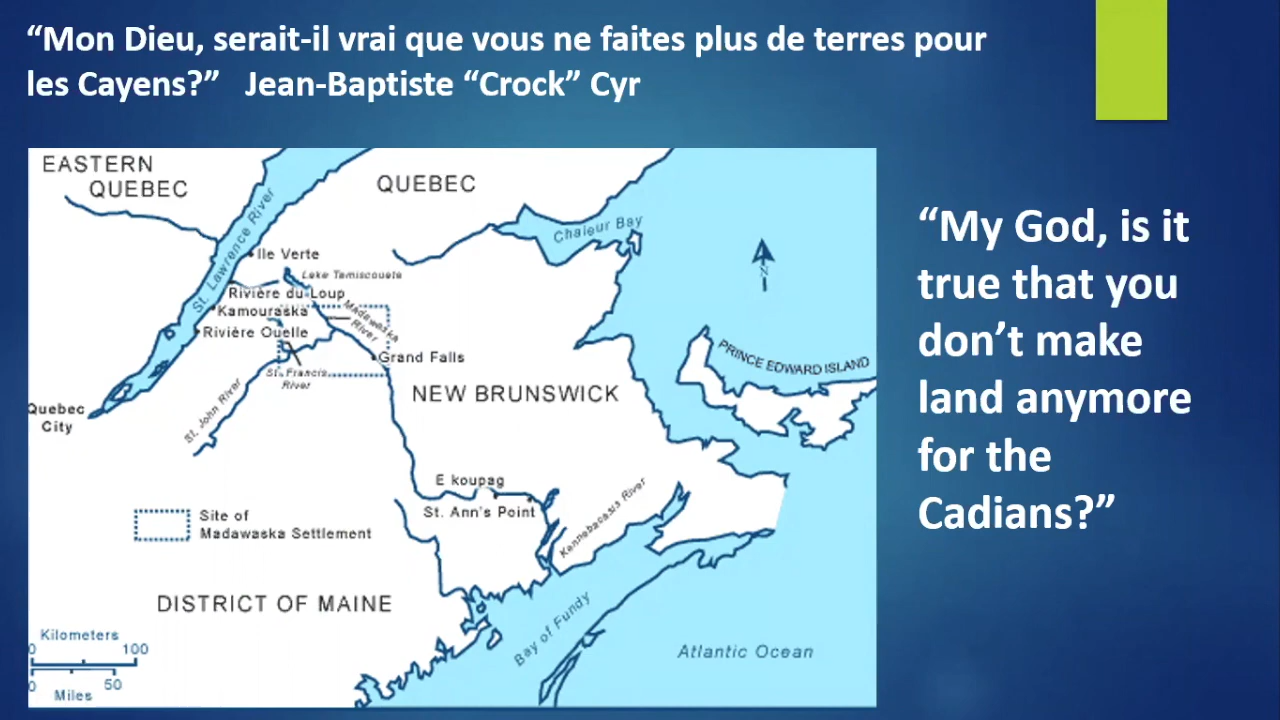 “Mon Dieu, serait-il vrai que vous ne faites plus de terres pour
les Cayens?” Jean-Baptiste “Crock” Cyr
EASTERN
QUEBEC
QUEBEC
St. Lawrence River
Chaleur Bay
Ile Verte
Lake Temiscouata
N
Rivière du Loup
Kamouraska
Madawaska
River
Rivière Ouelle
Grand Falls
PRINCE EDWARD ISLAND
St. Francis
River
NEW BRUNSWICK
Quebec
City
St. John River
E koupag
St. Ann's Point
Kennebacasis River
Site of
Madawaska Settlement
DISTRICT OF MAINE
Bay of Fundy
Atlantic Ocean
Kilometers
0 100
0 50
Miles
“My God, is it
true that you
don’t make
land anymore
for the
Cadians?”